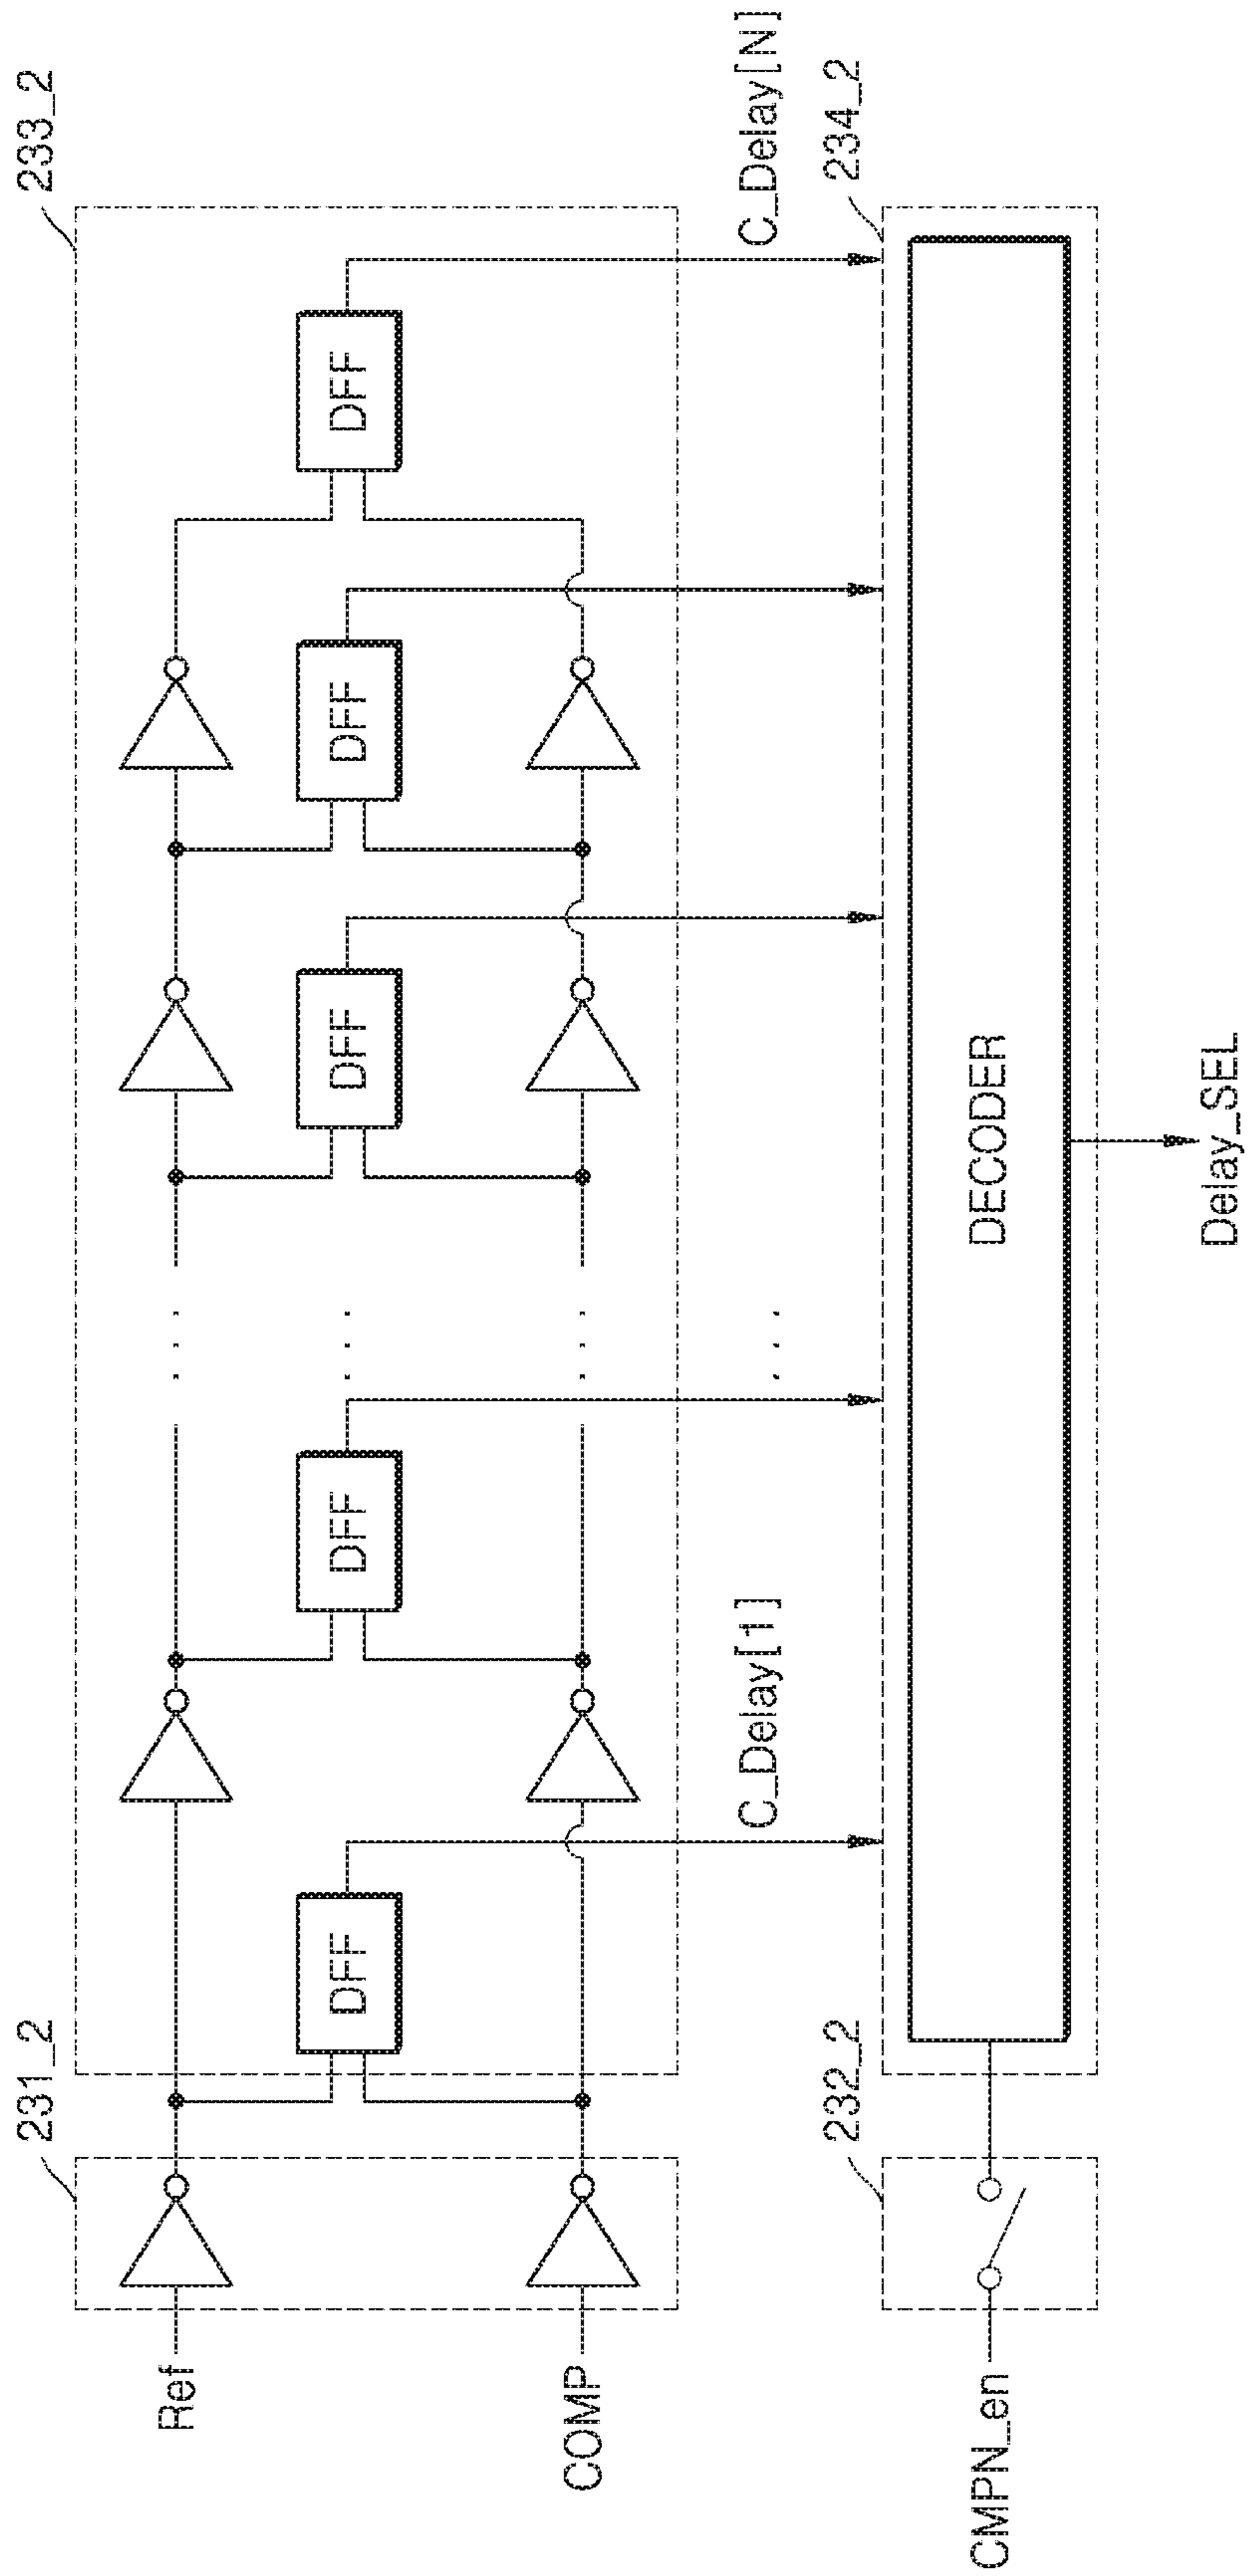 231_2
233_2
Ref
DFF
DFF
DFF
DFF
DFF
COMP
C_Delay[1]
C_Delay[N]
232_2
234_2
CMPN_en
DECODER
Delay_SEL